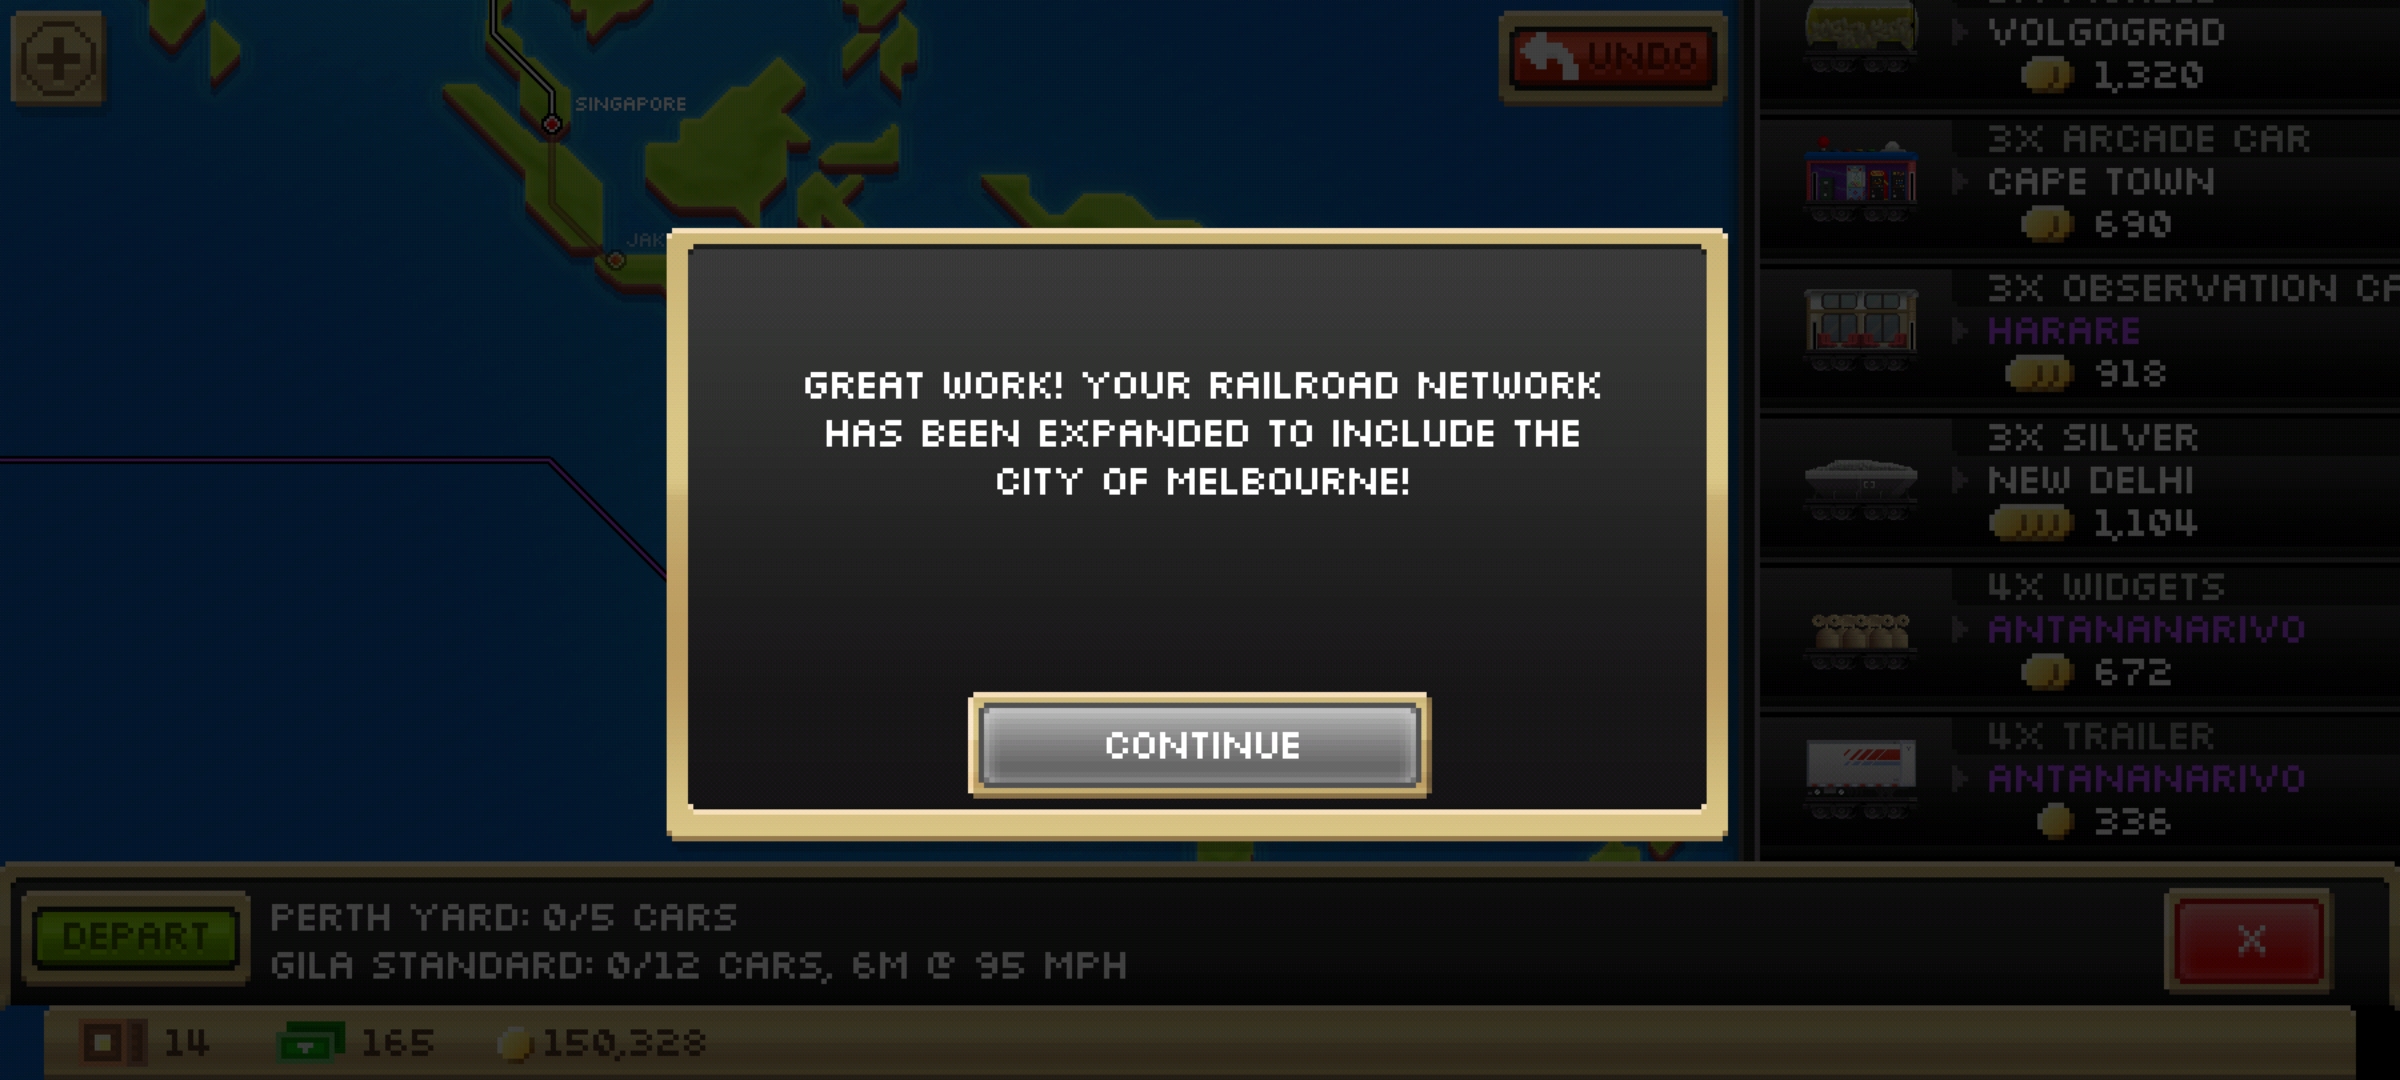 SINGAPORE
UNDO
VOLGOGRAD
1,320
3X ARCADE CAR
CAPE TOWN
690
3X OBSERVATION CA
HARARE
918
3X SILVER
NEW DELHI
1,104
4X WIDGETS
ANTANANARIVO
672
4X TRAILER
ANTANANARIVO
336
JAK
GREAT WORK! YOUR RAILROAD NETWORK
HAS BEEN EXPANDED TO INCLUDE THE
CITY OF MELBOURNE!
CONTINUE
DEPART
PERTH YARD: 0/5 CARS
GILA STANDARD: 0/12 CARS, 6M @ 95 MPH
X
14
165
150,328